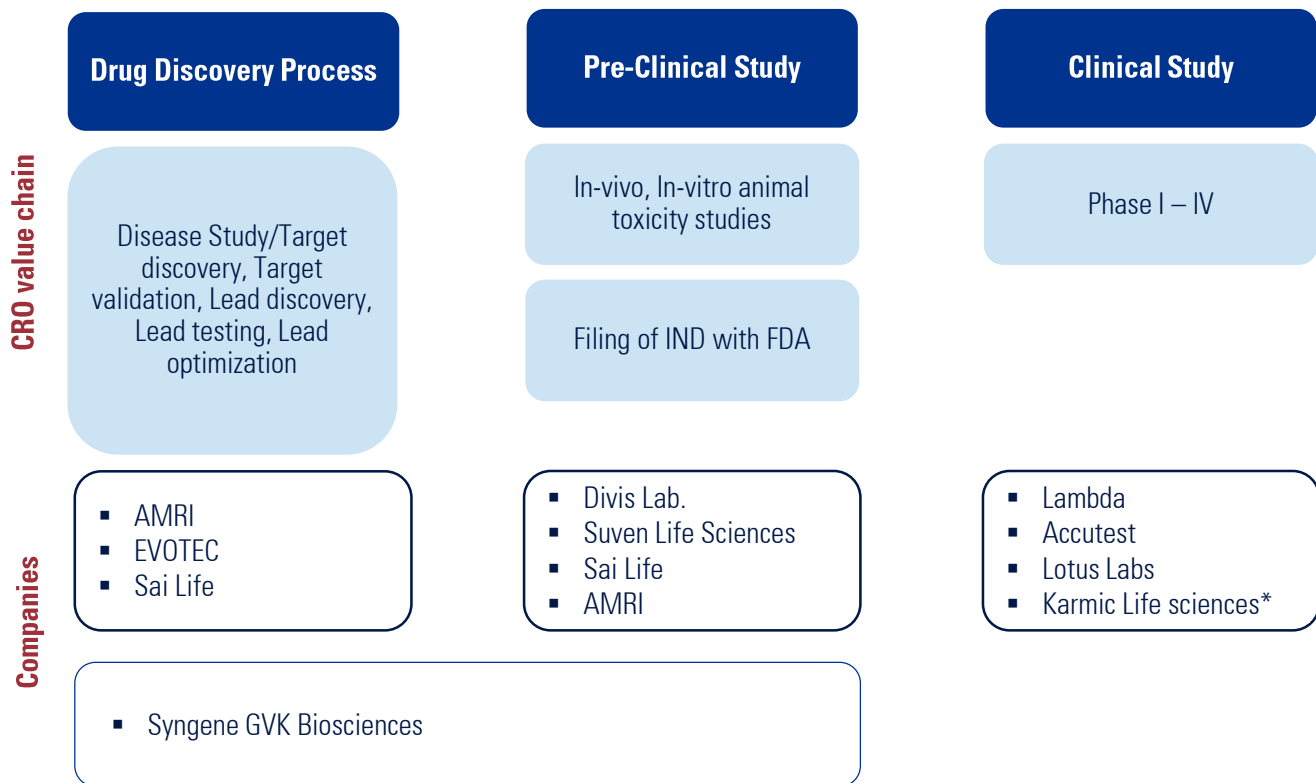 Drug Discovery Process
Pre-Clinical Study
Clinical Study
CRO value chain
Disease Study/Target
discovery, Target
validation, Lead discovery,
Lead testing, Lead
optimization
In-vivo, In-vitro animal
toxicity studies
Filing of IND with FDA
Phase I – IV
Companies
▪ AMRI
▪ EVOTEC
▪ Sai Life
▪ Divis Lab.
▪ Suven Life Sciences
▪ Sai Life
▪ AMRI
▪ Lambda
▪ Accutest
▪ Lotus Labs
▪ Karmic Life sciences*
▪ Syngene GVK Biosciences